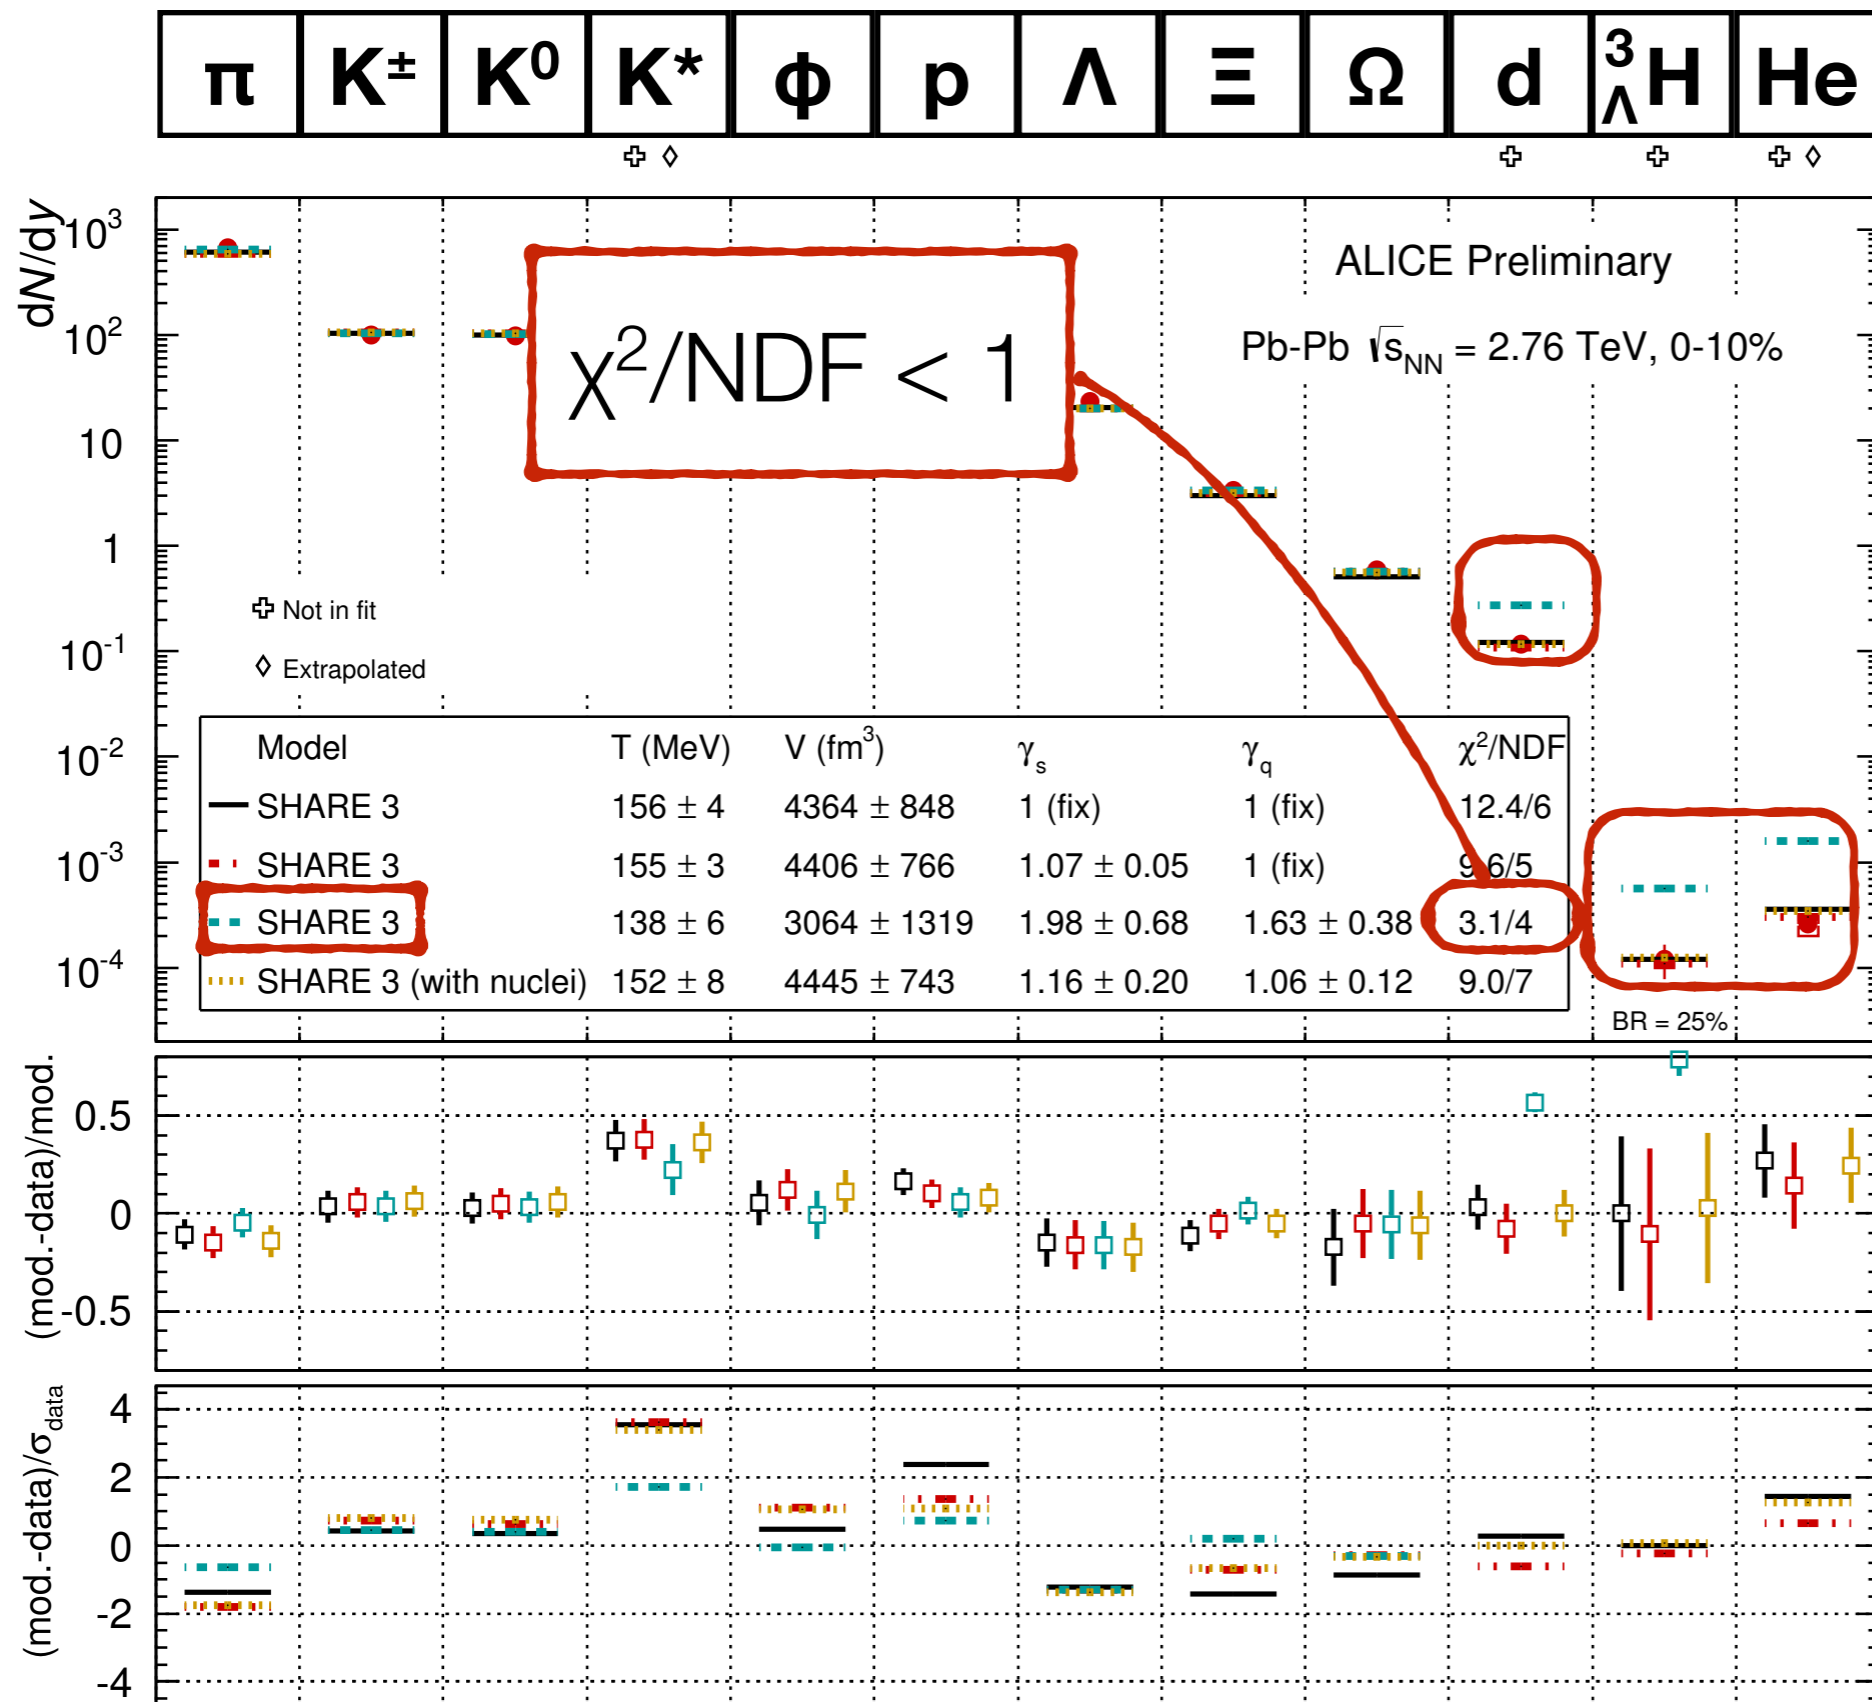 π K± K⁰ K* ϕ p Λ Ξ Ω d ³ΛH He
dN/dy
10³
10²
10
1
10⁻¹
10⁻²
10⁻³
10⁻⁴
ALICE Preliminary
Pb-Pb √sNN = 2.76 TeV, 0-10%
χ²/NDF < 1
Not in fit
Extrapolated
Model T (MeV) V (fm³) γs γq χ²/NDF
SHARE 3 156 ± 4 4364 ± 848 1 (fix) 1 (fix) 12.4/6
SHARE 3 155 ± 3 4406 ± 766 1.07 ± 0.05 1 (fix) 9.6/5
SHARE 3 138 ± 6 3064 ± 1319 1.98 ± 0.68 1.63 ± 0.38 3.1/4
SHARE 3 (with nuclei) 152 ± 8 4445 ± 743 1.16 ± 0.20 1.06 ± 0.12 9.0/7
BR = 25%
(mod.-data)/mod.
0.5
0
-0.5
(mod.-data)/σdata
4
2
0
-2
-4